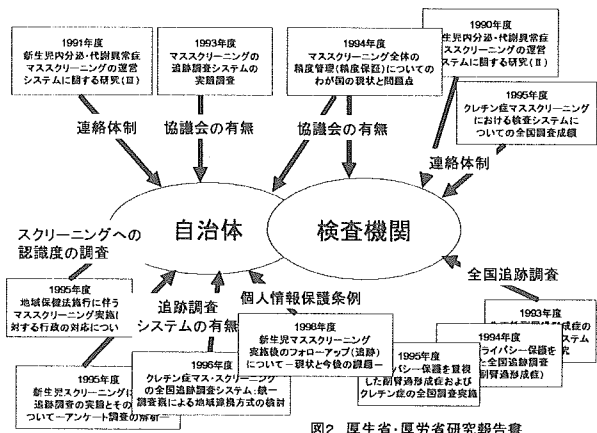 1991年度
新生児内分泌・代謝異常症
マススクリーニングの運営
システムに関する研究(Ⅱ)
1993年度
マススクリーニングの
追跡調査システムの
実態調査
1994年度
マススクリーニング全体の
精度管理(精度保証)についての
わが国の現状と問題点
1990年度
生児内分泌・代謝異常症
マススクリーニングの運営
ステムに関する研究(Ⅱ)
1995年度
クレチン症マススクリーニング
における検査システムに
ついての全国調査成績
連絡体制
協議会の有無
協議会の有無
連絡体制
自治体
検査機関
スクリーニングへの
認識度の調査
全国追跡調査
1995年度
地域保健法施行に伴う
マススクリーニング実施(
対する行政の対応につい
追跡調査
システムの有無
個人情報保護条例
1995年度
新生児スクリーニングに
追跡調査の実態とその
ついて-アンケート調査の解析-
1996年度
クレチン症マス・スクリーニング
の全国追跡調査システム:統一
調査票による地域連携方式の検討
1996年度
新生児マススクリーニング
実施後のフォローアップ(追跡)
について-現状と今後の課題-
1995年度
バシー保護を重視
した副腎過形成症および
クレチン症の全国調査実施
1994年度
ライバシー保護を
た全国追跡調査
副腎過形成症)
1993年度
形成症の
システム
究
図2 厚生省・厚労省研究報告書